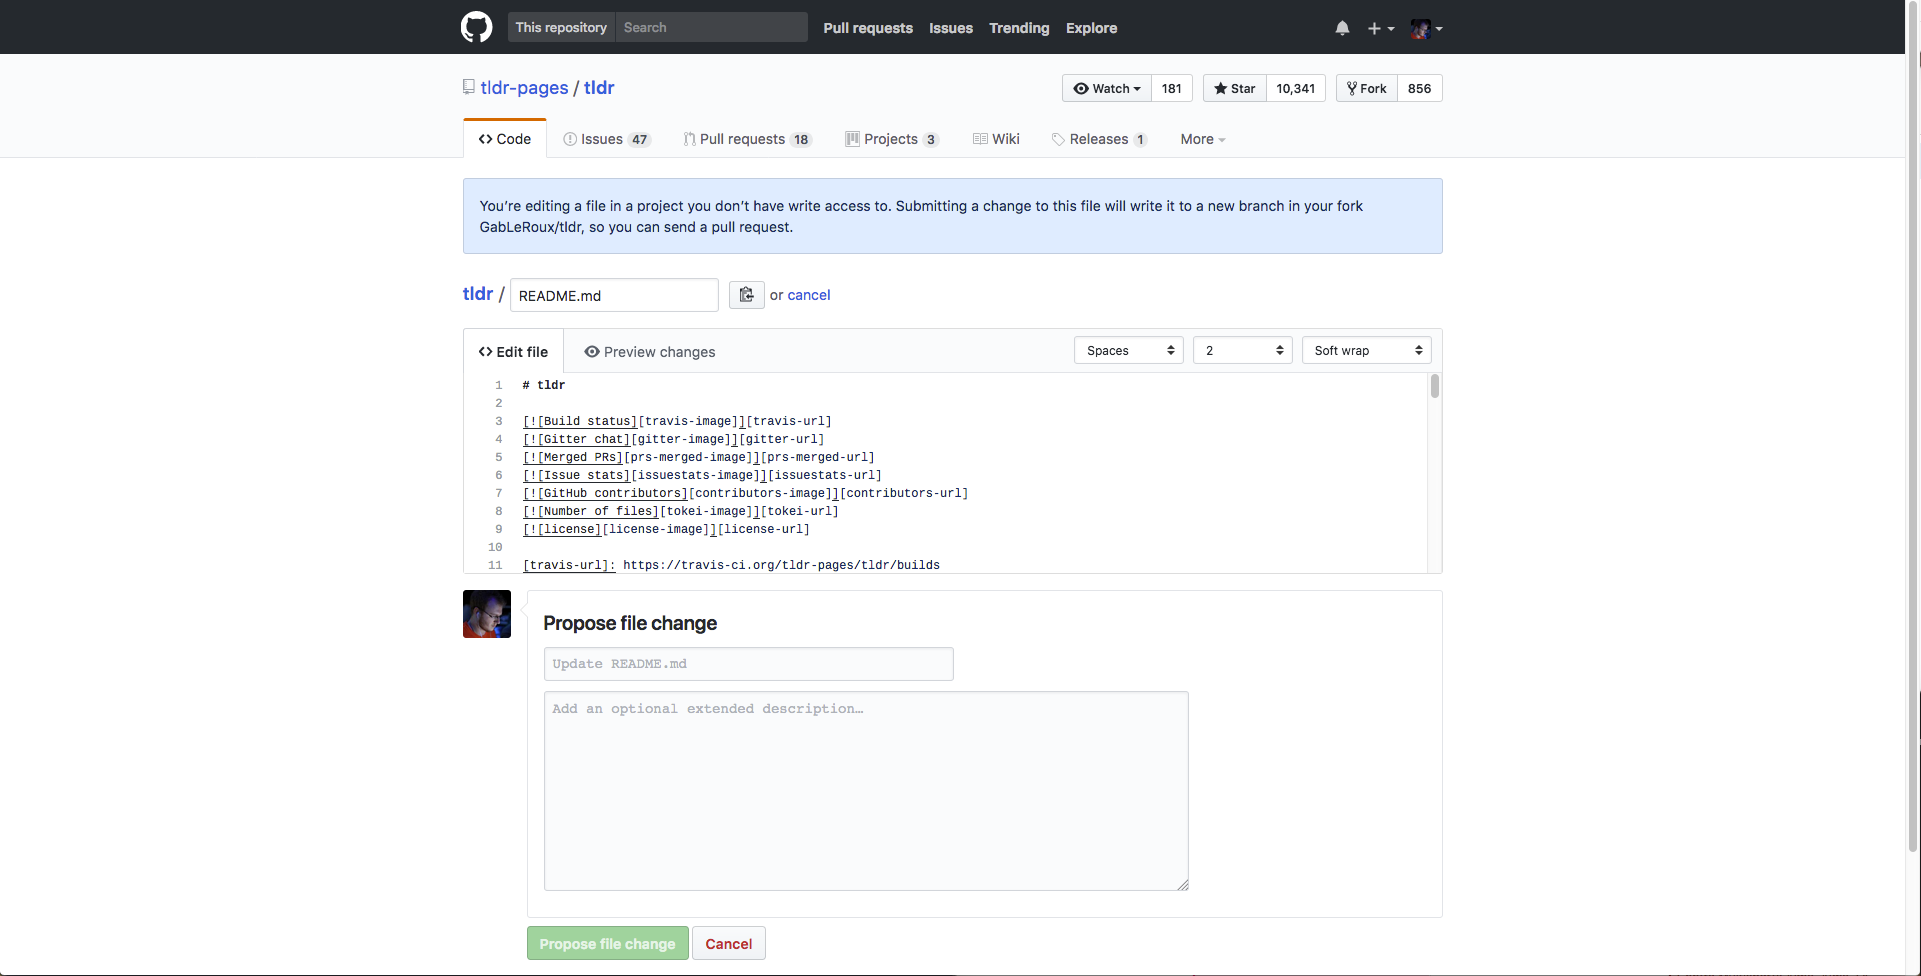 This repository Search Pull requests Issues Trending Explore
tldr-pages / tldr
Watch 181 Star 10,341 Fork 856
Code Issues 47 Pull requests 18 Projects 3 Wiki Releases 1 More
You’re editing a file in a project you don’t have write access to. Submitting a change to this file will write it to a new branch in your fork
GabLeRoux/tldr, so you can send a pull request.
tldr / README.md or cancel
Edit file Preview changes Spaces 2 Soft wrap
1 # tldr
2
3 [![Build status][travis-image]][travis-url]
4 [![Gitter chat][gitter-image]][gitter-url]
5 [![Merged PRs][prs-merged-image]][prs-merged-url]
6 [![Issue stats][issuestats-image]][issuestats-url]
7 [![GitHub contributors][contributors-image]][contributors-url]
8 [![Number of files][tokei-image]][tokei-url]
9 [![license][license-image]][license-url]
10
11 [travis-url]: https://travis-ci.org/tldr-pages/tldr/builds
Propose file change
Update README.md
Add an optional extended description…
Propose file change Cancel